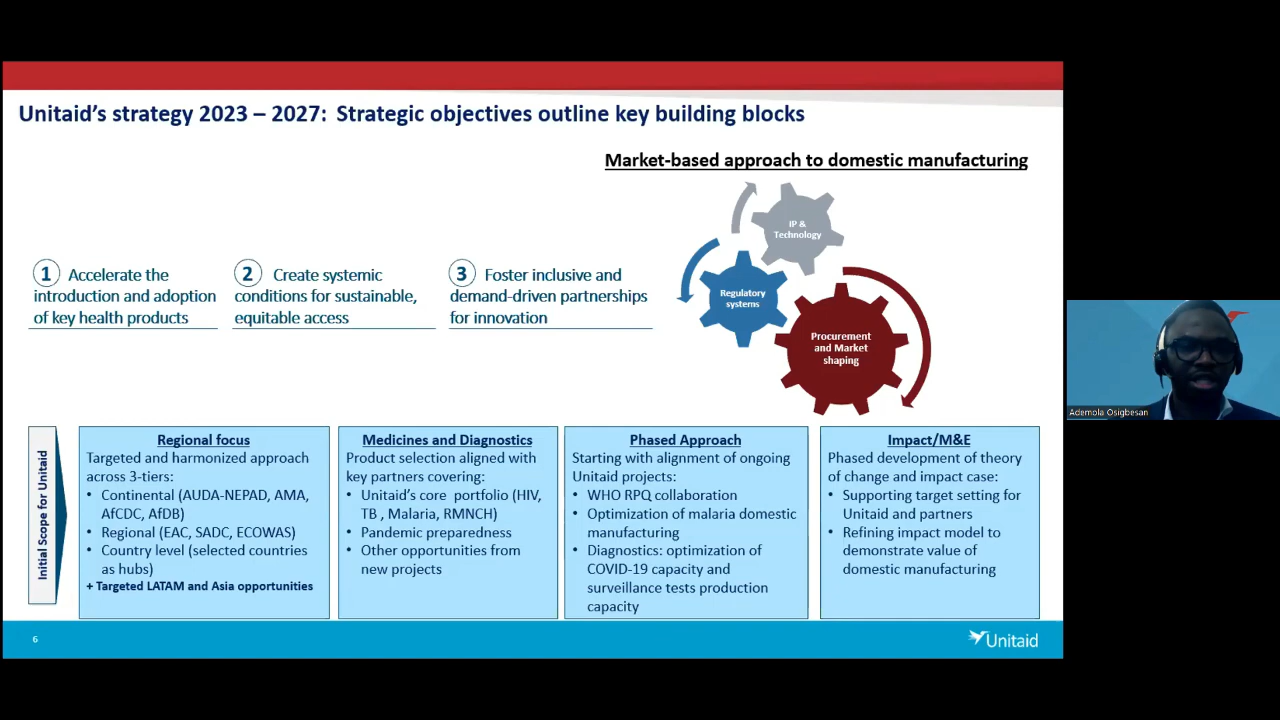 Unitaid's strategy 2023 – 2027: Strategic objectives outline key building blocks
Market-based approach to domestic manufacturing
IP &
Technology
Regulatory
systems
Procurement
and Market
shaping
1 Accelerate the
introduction and adoption
of key health products
2 Create systemic
conditions for sustainable,
equitable access
3 Foster inclusive and
demand-driven partnerships
for innovation
Initial Scope for Unitaid
Regional focus
Targeted and harmonized approach
across 3-tiers:
• Continental (AUDA-NEPAD, AMA,
AfCDC, AfDB)
• Regional (EAC, SADC, ECOWAS)
• Country level (selected countries
as hubs)
+ Targeted LATAM and Asia opportunities
Medicines and Diagnostics
Product selection aligned with
key partners covering:
• Unitaid's core portfolio (HIV,
TB , Malaria, RMNCH)
• Pandemic preparedness
• Other opportunities from
new projects
Phased Approach
Starting with alignment of ongoing
Unitaid projects:
• WHO RPQ collaboration
• Optimization of malaria domestic
manufacturing
• Diagnostics: optimization of
COVID-19 capacity and
surveillance tests production
capacity
Impact/M&E
Phased development of theory
of change and impact case:
• Supporting target setting for
Unitaid and partners
• Refining impact model to
demonstrate value of
domestic manufacturing
6
Unitaid
Ademola Osigbesan